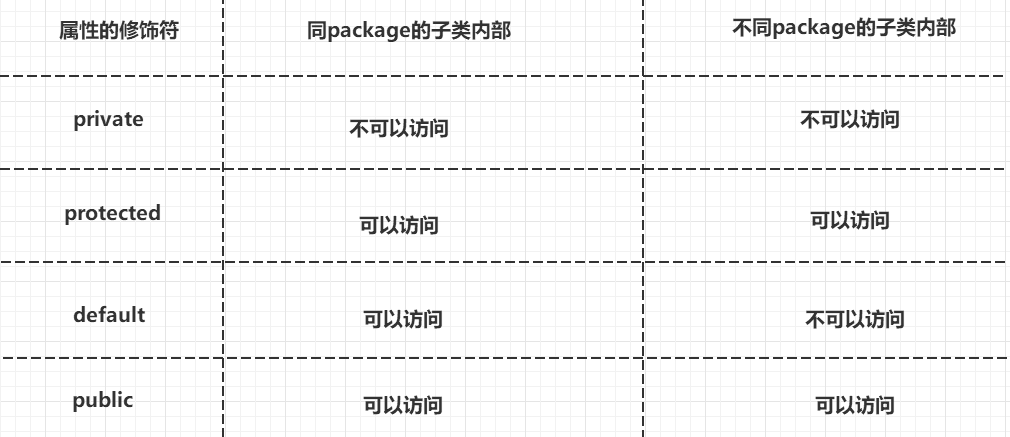 属性的修饰符 同package的子类内部 不同package的子类内部
private 不可以访问 不可以访问
protected 可以访问 可以访问
default 可以访问 不可以访问
public 可以访问 可以访问